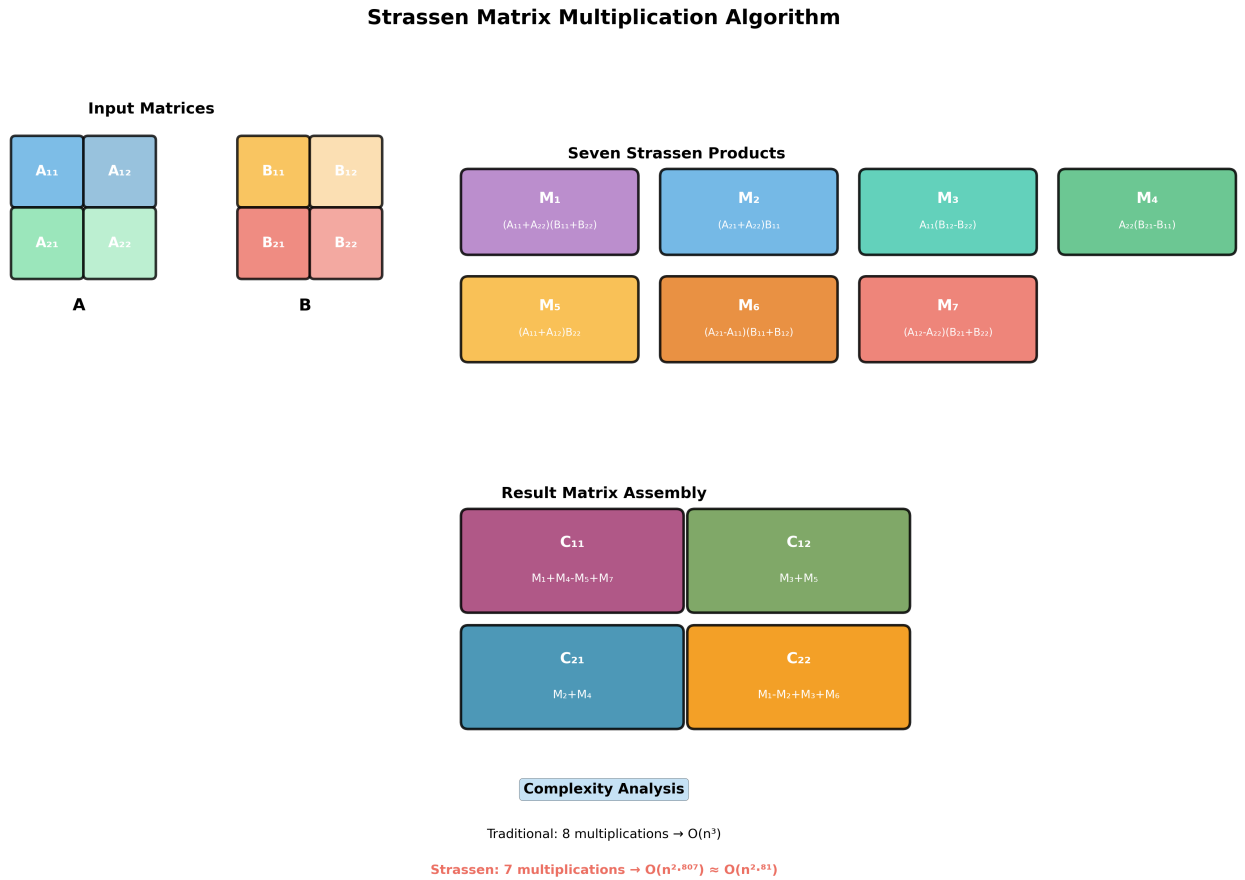 Strassen Matrix Multiplication Algorithm
Input Matrices
A₁₁ A₁₂
A₂₁ A₂₂
A
B₁₁ B₁₂
B₂₁ B₂₂
B
Seven Strassen Products
M₁
(A₁₁+A₂₂)(B₁₁+B₂₂)
M₂
(A₂₁+A₂₂)B₁₁
M₃
A₁₁(B₁₂-B₂₂)
M₄
A₂₂(B₂₁-B₁₁)
M₅
(A₁₁+A₁₂)B₂₂
M₆
(A₂₁-A₁₁)(B₁₁+B₁₂)
M₇
(A₁₂-A₂₂)(B₂₁+B₂₂)
Result Matrix Assembly
C₁₁
M₁+M₄-M₅+M₇
C₁₂
M₃+M₅
C₂₁
M₂+M₄
C₂₂
M₁-M₂+M₃+M₆
Complexity Analysis
Traditional: 8 multiplications → O(n³)
Strassen: 7 multiplications → O(n²·⁸⁰⁷) ≈ O(n²·⁸¹)